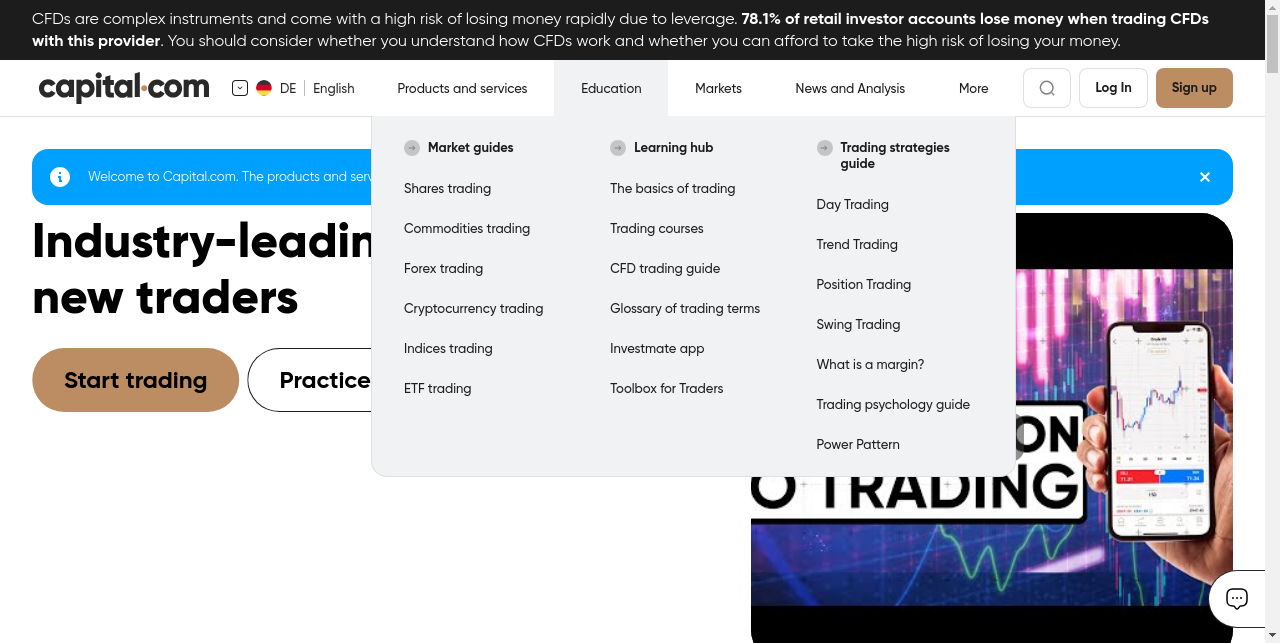 CFDs are complex instruments and come with a high risk of losing money rapidly due to leverage. 78.1% of retail investor accounts lose money when trading CFDs
with this provider. You should consider whether you understand how CFDs work and whether you can afford to take the high risk of losing your money.
capital.com
DE
English
Products and services
Education
Markets
News and Analysis
More
Log In
Sign up
Market guides
Shares trading
Commodities trading
Forex trading
Cryptocurrency trading
Indices trading
ETF trading
Learning hub
The basics of trading
Trading courses
CFD trading guide
Glossary of trading terms
Investmate app
Toolbox for Traders
Trading strategies
guide
Day Trading
Trend Trading
Position Trading
Swing Trading
What is a margin?
Trading psychology guide
Power Pattern
Welcome to Capital.com. The products and serv
Industry-leadin
new traders
Start trading
Practice
ON
O TRADING